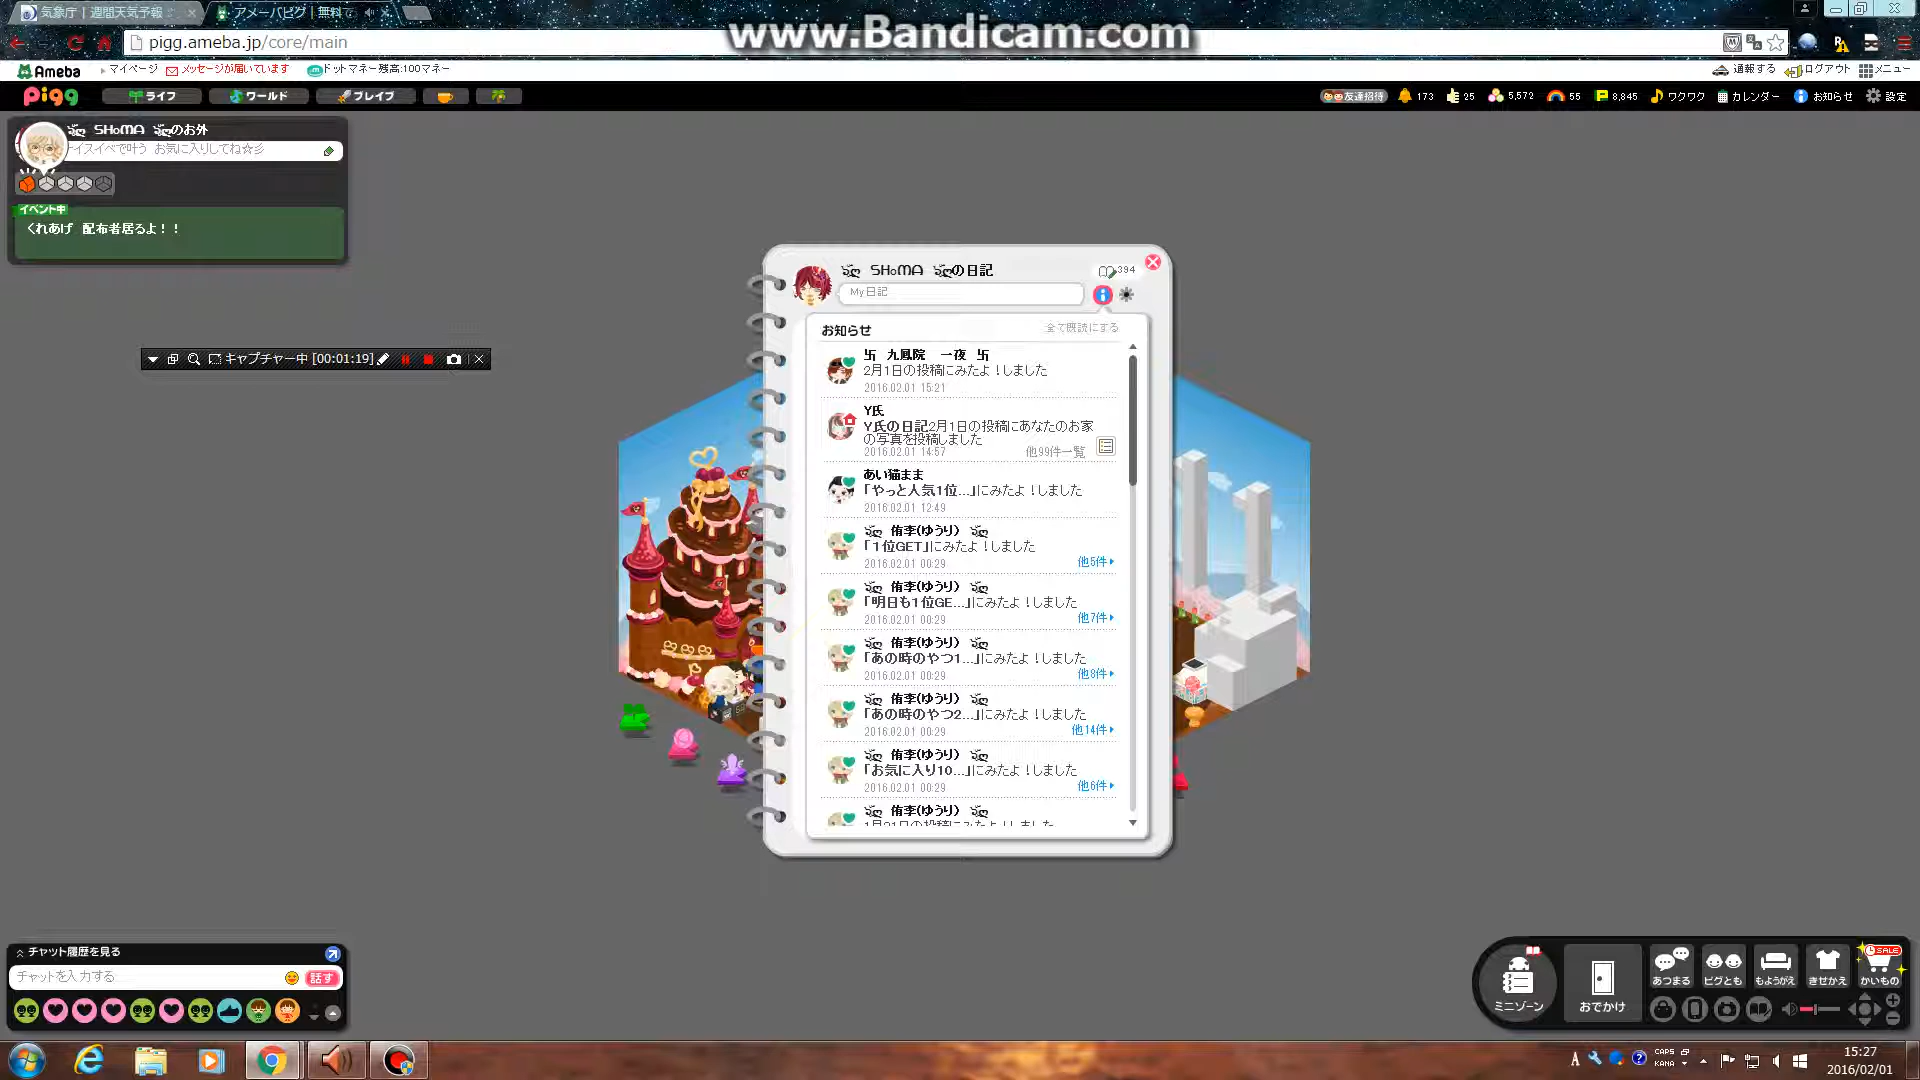 気象庁 | 週間天気予報
アメーバピグ | 無料で
www.Bandicam.com
pigg.ameba.jp/core/main
Ameba
マイページ
メッセージが届いています
ドットマネー残高:100マネー
通報する
ログアウト
メニュー
pigg
ライフ
ワールド
ブレイブ
友達招待
173
25
5,572
55
8,845
ワクワク
カレンダー
お知らせ
設定
SHoMA
のお外
イスイベで叶う お気に入りしてね☆彡
イベント中
くれあげ 配布者居るよ！！
キャプチャー中 [00:01:19]
SHoMA
の日記
394
My日記
お知らせ
全て既読にする
卐 九鳳院 一夜 卐
2月1日の投稿にみたよ！しました
2016.02.01 15:21
Y氏
Y氏の日記2月1日の投稿にあなたのお家
の写真を投稿しました
2016.02.01 14:57
他99件一覧
あい猫まま
「やっと人気1位...」にみたよ！しました
2016.02.01 12:49
侑李(ゆうり)
「１位GET」にみたよ！しました
2016.02.01 00:29
他5件
侑李(ゆうり)
「明日も１位GE...」にみたよ！しました
2016.02.01 00:29
他7件
侑李(ゆうり)
「あの時のやつ1...」にみたよ！しました
2016.02.01 00:29
他8件
侑李(ゆうり)
「あの時のやつ2...」にみたよ！しました
2016.02.01 00:29
他14件
侑李(ゆうり)
「お気に入り10...」にみたよ！しました
2016.02.01 00:29
他6件
侑李(ゆうり)
チャット履歴を見る
チャットを入力する
話す
ミニゾーン
おでかけ
あつまる
ピグとも
もようがえ
きせかえ
SALE
かいもの
A
CAPS
KANA
15:27
2016/02/01